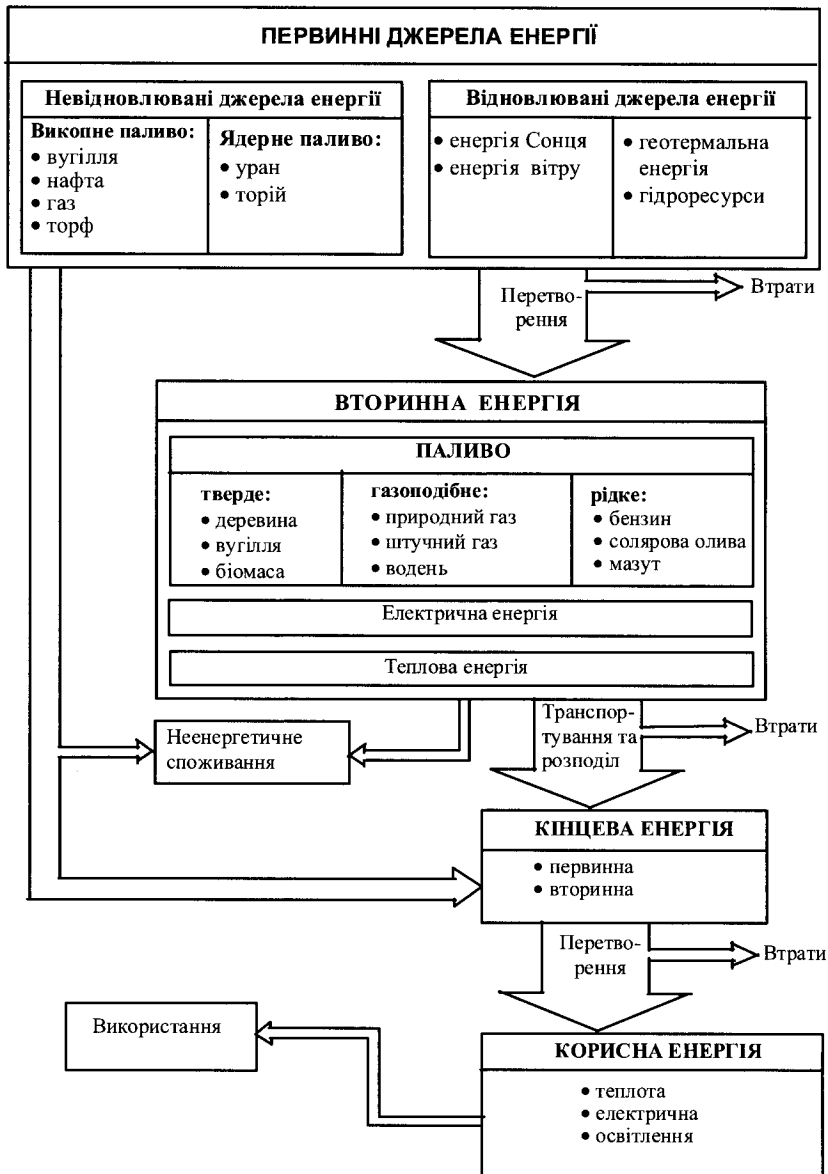 ПЕРВИННІ ДЖЕРЕЛА ЕНЕРГІЇ
Невідновлювані джерела енергії
Викопне паливо:
• вугілля
• нафта
• газ
• торф
Ядерне паливо:
• уран
• торій
Відновлювані джерела енергії
• енергія Сонця
• енергія вітру
• геотермальна
енергія
• гідроресурси
Перетво-
рення
Втрати
ВТОРИННА ЕНЕРГІЯ
ПАЛИВО
тверде:
• деревина
• вугілля
• біомаса
газоподібне:
• природний газ
• штучний газ
• водень
рідке:
• бензин
• солярова олива
• мазут
Електрична енергія
Теплова енергія
Неенергетичне
споживання
Транспор-
тування та
розподіл
Втрати
КІНЦЕВА ЕНЕРГІЯ
• первинна
• вторинна
Перетво-
рення
Втрати
Використання
КОРИСНА ЕНЕРГІЯ
• теплота
• електрична
• освітлення